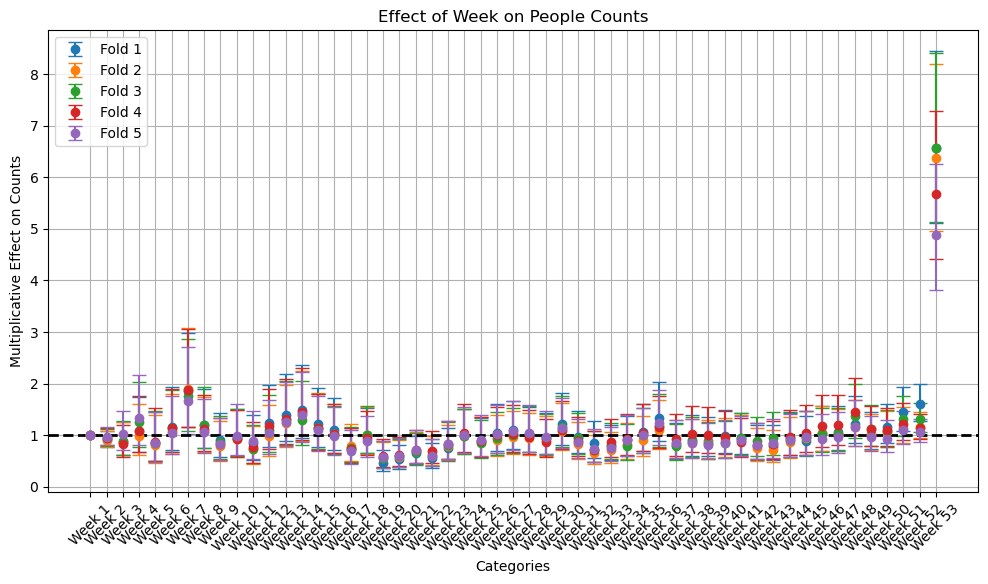 Effect of Week on People Counts
Multiplicative Effect on Counts
8
7
6
5
4
3
2
1
0
Fold 1
Fold 2
Fold 3
Fold 4
Fold 5
Week 1
Week 2
Week 3
Week 4
Week 5
Week 6
Week 7
Week 8
Week 9
Week 10
Week 11
Week 12
Week 13
Week 14
Week 15
Week 16
Week 17
Week 18
Week 19
Week 20
Week 21
Week 22
Week 23
Week 24
Week 25
Week 26
Week 27
Week 28
Week 29
Week 30
Week 31
Week 32
Week 33
Week 34
Week 35
Week 36
Week 37
Week 38
Week 39
Week 40
Week 41
Week 42
Week 43
Week 44
Week 45
Week 46
Week 47
Week 48
Week 49
Week 50
Week 51
Week 52
Week 53
Categories